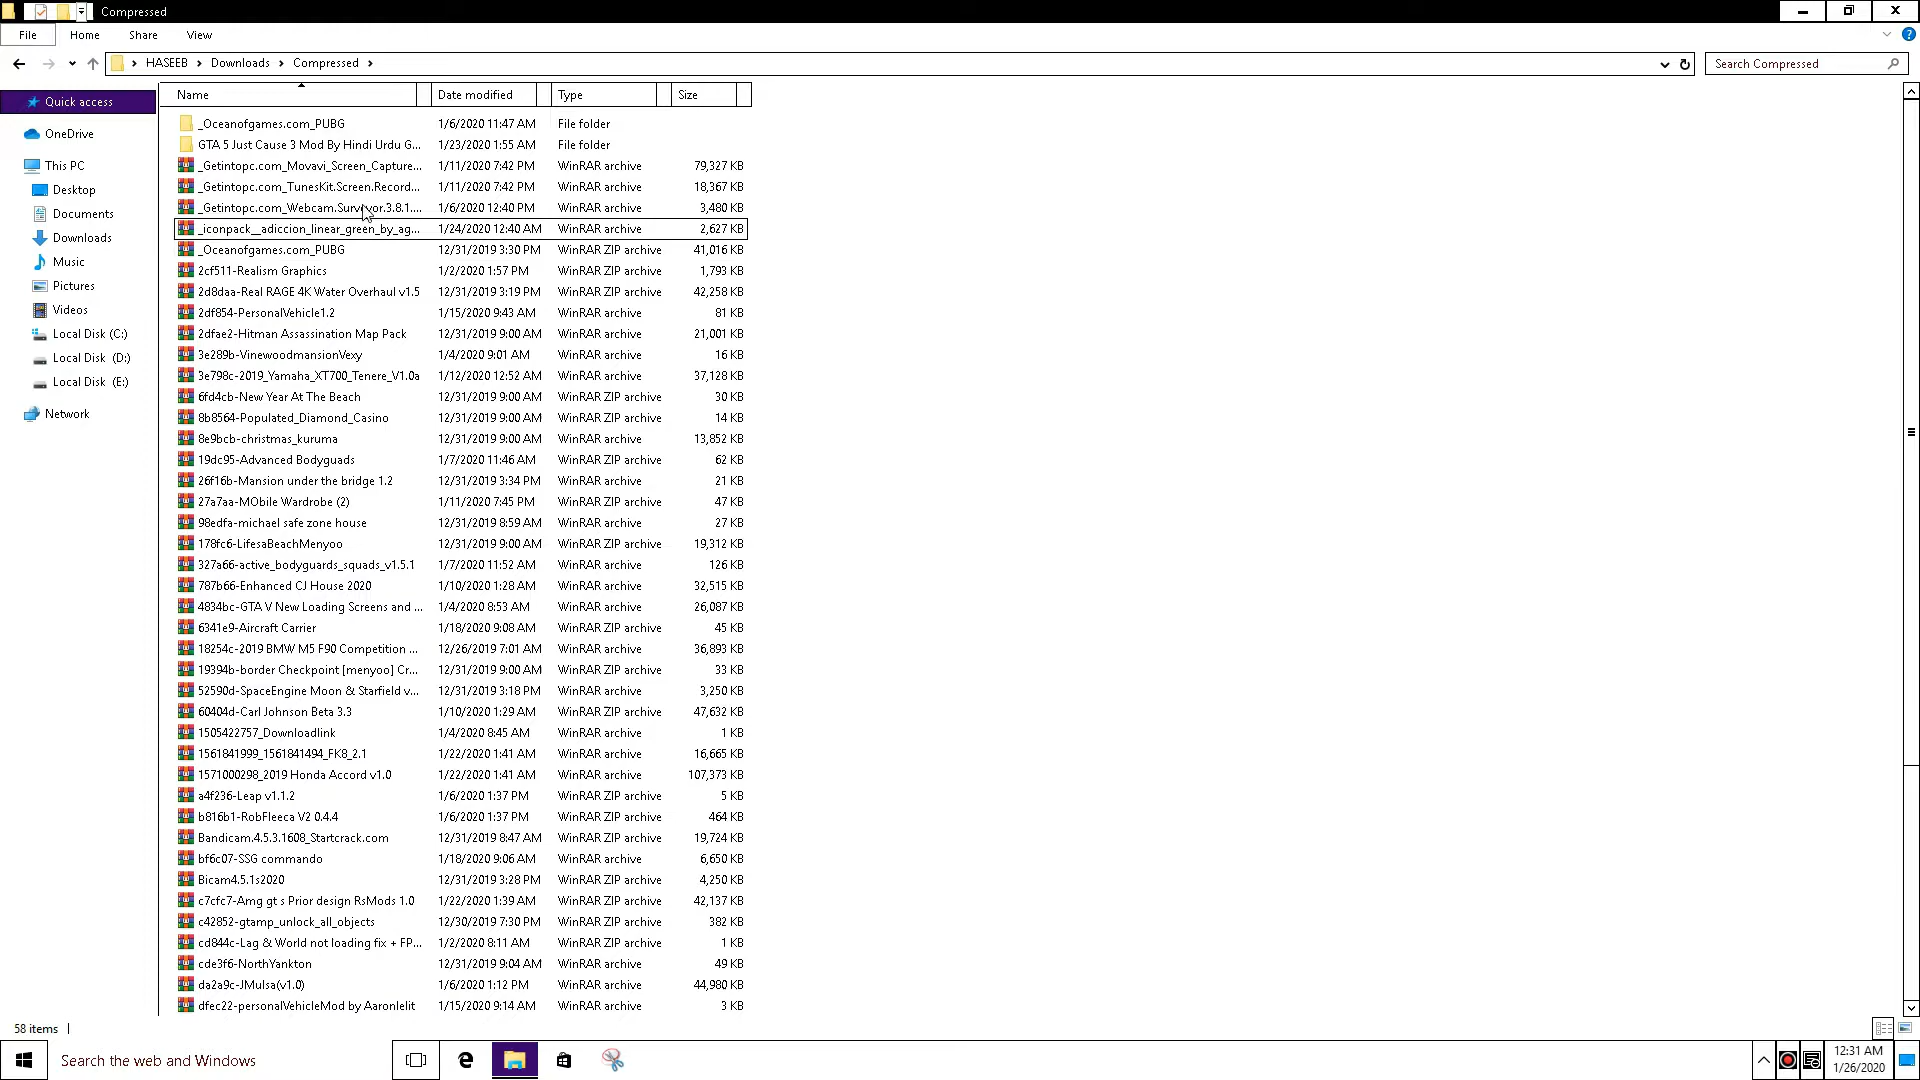 Compressed
File Home Share View
HASEEB Downloads Compressed
Search Compressed
Quick access
OneDrive
This PC
Desktop
Documents
Downloads
Music
Pictures
Videos
Local Disk (C:)
Local Disk (D:)
Local Disk (E:)
Network
Name Date modified Type Size
_Oceanofgames.com_PUBG 1/6/2020 11:47 AM File folder
GTA 5 Just Cause 3 Mod By Hindi Urdu G... 1/23/2020 1:55 AM File folder
_Getintopc.com_Movavi_Screen_Capture... 1/11/2020 7:42 PM WinRAR archive 79,327 KB
_Getintopc.com_TunesKit.Screen.Record... 1/11/2020 7:42 PM WinRAR archive 18,367 KB
_Getintopc.com_Webcam.Surveyor.3.8.1.... 1/6/2020 12:40 PM WinRAR archive 3,480 KB
_iconpack__adiccion_linear_green_by_ag... 1/24/2020 12:40 AM WinRAR archive 2,627 KB
_Oceanofgames.com_PUBG 12/31/2019 3:30 PM WinRAR ZIP archive 41,016 KB
2cf511-Realism Graphics 1/2/2020 1:57 PM WinRAR archive 1,793 KB
2d8daa-Real RAGE 4K Water Overhaul v1.5 12/31/2019 3:19 PM WinRAR ZIP archive 42,258 KB
2df854-PersonalVehicle1.2 1/15/2020 9:43 AM WinRAR archive 81 KB
2dfae2-Hitman Assassination Map Pack 12/31/2019 9:00 AM WinRAR archive 21,001 KB
3e289b-VinewoodmansionVexy 1/4/2020 9:01 AM WinRAR archive 16 KB
3e798c-2019_Yamaha_XT700_Tenere_V1.0a 1/12/2020 12:52 AM WinRAR archive 37,128 KB
6fd4cb-New Year At The Beach 12/31/2019 9:00 AM WinRAR ZIP archive 30 KB
8b8564-Populated_Diamond_Casino 12/31/2019 9:00 AM WinRAR ZIP archive 14 KB
8e9bcb-christmas_kuruma 12/31/2019 9:00 AM WinRAR archive 13,852 KB
19dc95-Advanced Bodyguads 1/7/2020 11:46 AM WinRAR ZIP archive 62 KB
26f16b-Mansion under the bridge 1.2 12/31/2019 3:34 PM WinRAR archive 21 KB
27a7aa-MObile Wardrobe (2) 1/11/2020 7:45 PM WinRAR ZIP archive 47 KB
98edfa-michael safe zone house 12/31/2019 8:59 AM WinRAR archive 27 KB
178fc6-LifesaBeachMenyoo 12/31/2019 9:00 AM WinRAR ZIP archive 19,312 KB
327a66-active_bodyguards_squads_v1.5.1 1/7/2020 11:52 AM WinRAR archive 126 KB
787b66-Enhanced CJ House 2020 1/10/2020 1:28 AM WinRAR archive 32,515 KB
4834bc-GTA V New Loading Screens and ... 1/4/2020 8:53 AM WinRAR archive 26,087 KB
6341e9-Aircraft Carrier 1/18/2020 9:08 AM WinRAR ZIP archive 45 KB
18254c-2019 BMW M5 F90 Competition ... 12/26/2019 7:01 AM WinRAR archive 36,893 KB
19394b-border Checkpoint [menyoo] Cr... 12/31/2019 9:00 AM WinRAR ZIP archive 33 KB
52590d-SpaceEngine Moon & Starfield v... 12/31/2019 3:18 PM WinRAR archive 3,250 KB
60404d-Carl Johnson Beta 3.3 1/10/2020 1:29 AM WinRAR ZIP archive 47,632 KB
1505422757_Downloadlink 1/4/2020 8:45 AM WinRAR archive 1 KB
1561841999_1561841494_FK8_2.1 1/22/2020 1:41 AM WinRAR archive 16,665 KB
1571000298_2019 Honda Accord v1.0 1/22/2020 1:41 AM WinRAR archive 107,373 KB
a4f236-Leap v1.1.2 1/6/2020 1:37 PM WinRAR ZIP archive 5 KB
b816b1-RobFleeca V2 0.4.4 1/6/2020 1:37 PM WinRAR ZIP archive 464 KB
Bandicam.4.5.3.1608_Startcrack.com 12/31/2019 8:47 AM WinRAR ZIP archive 19,724 KB
bf6c07-SSG commando 1/18/2020 9:06 AM WinRAR archive 6,650 KB
Bicam4.5.1s2020 12/31/2019 3:28 PM WinRAR ZIP archive 4,250 KB
c7cfc7-Amg gt s Prior design RsMods 1.0 1/22/2020 1:39 AM WinRAR ZIP archive 42,137 KB
c42852-gtamp_unlock_all_objects 12/30/2019 7:30 PM WinRAR ZIP archive 382 KB
cd844c-Lag & World not loading fix + FP... 1/2/2020 8:11 AM WinRAR ZIP archive 1 KB
cde3f6-NorthYankton 12/31/2019 9:04 AM WinRAR archive 49 KB
da2a9c-JMulsa(v1.0) 1/6/2020 1:12 PM WinRAR archive 44,980 KB
dfec22-personalVehicleMod by Aaronlelit 1/15/2020 9:14 AM WinRAR archive 3 KB
58 items
Search the web and Windows
12:31 AM
1/26/2020